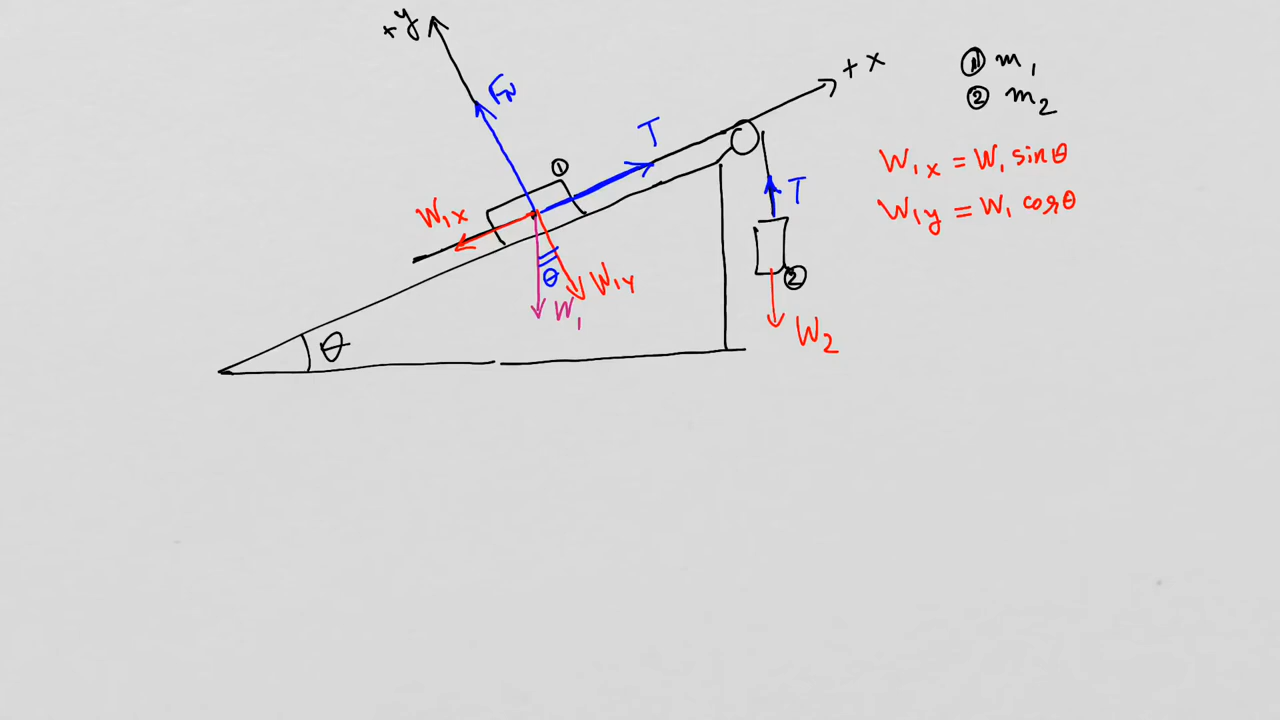 +y
+x
① m₁
② m₂
FN
T
①
W₁x = W₁ sinθ
T
W₁y = W₁ cosθ
W₁x
θ
W₁y
②
W₁
W₂
θ